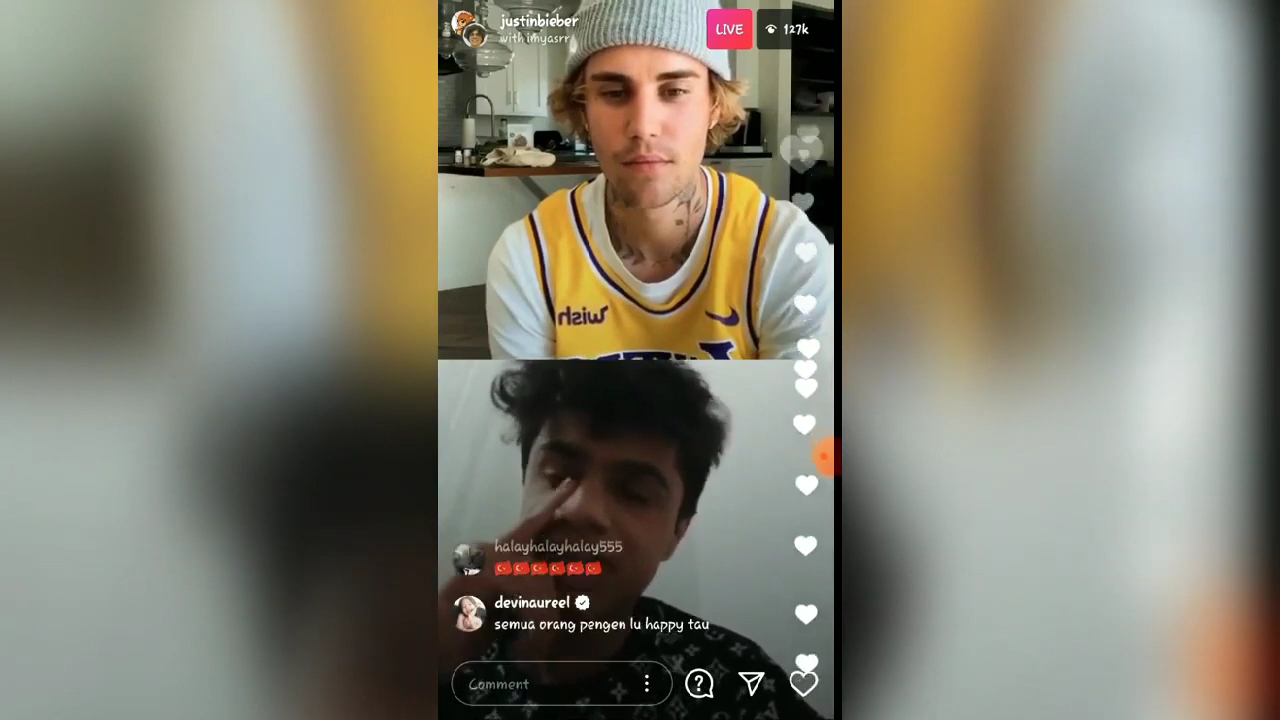 justinbieber
with imyasrr
LIVE
127k
wish
halayhalayhalay555
devinaureel
semua orang pengen lu happy tau
Comment